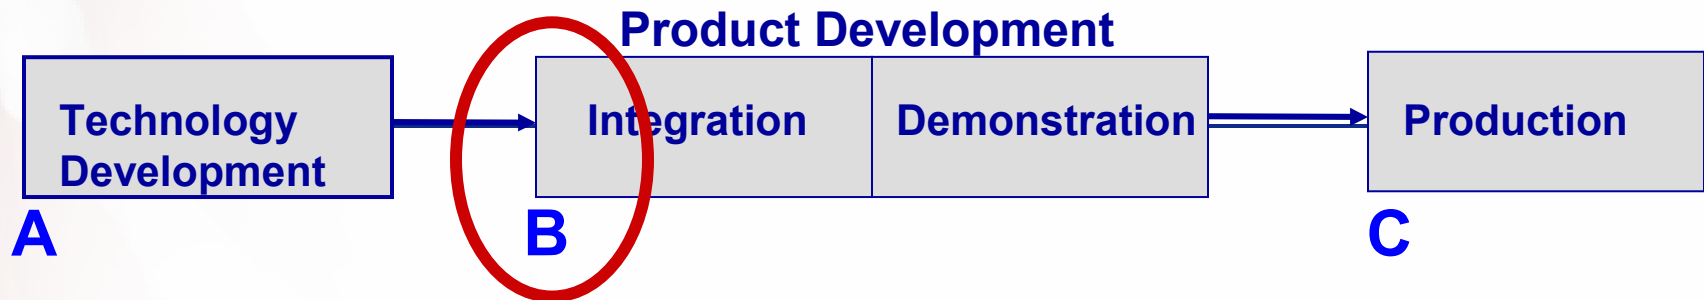 Product Development
Technology
Development
Integration
Demonstration
Production
A
B
C